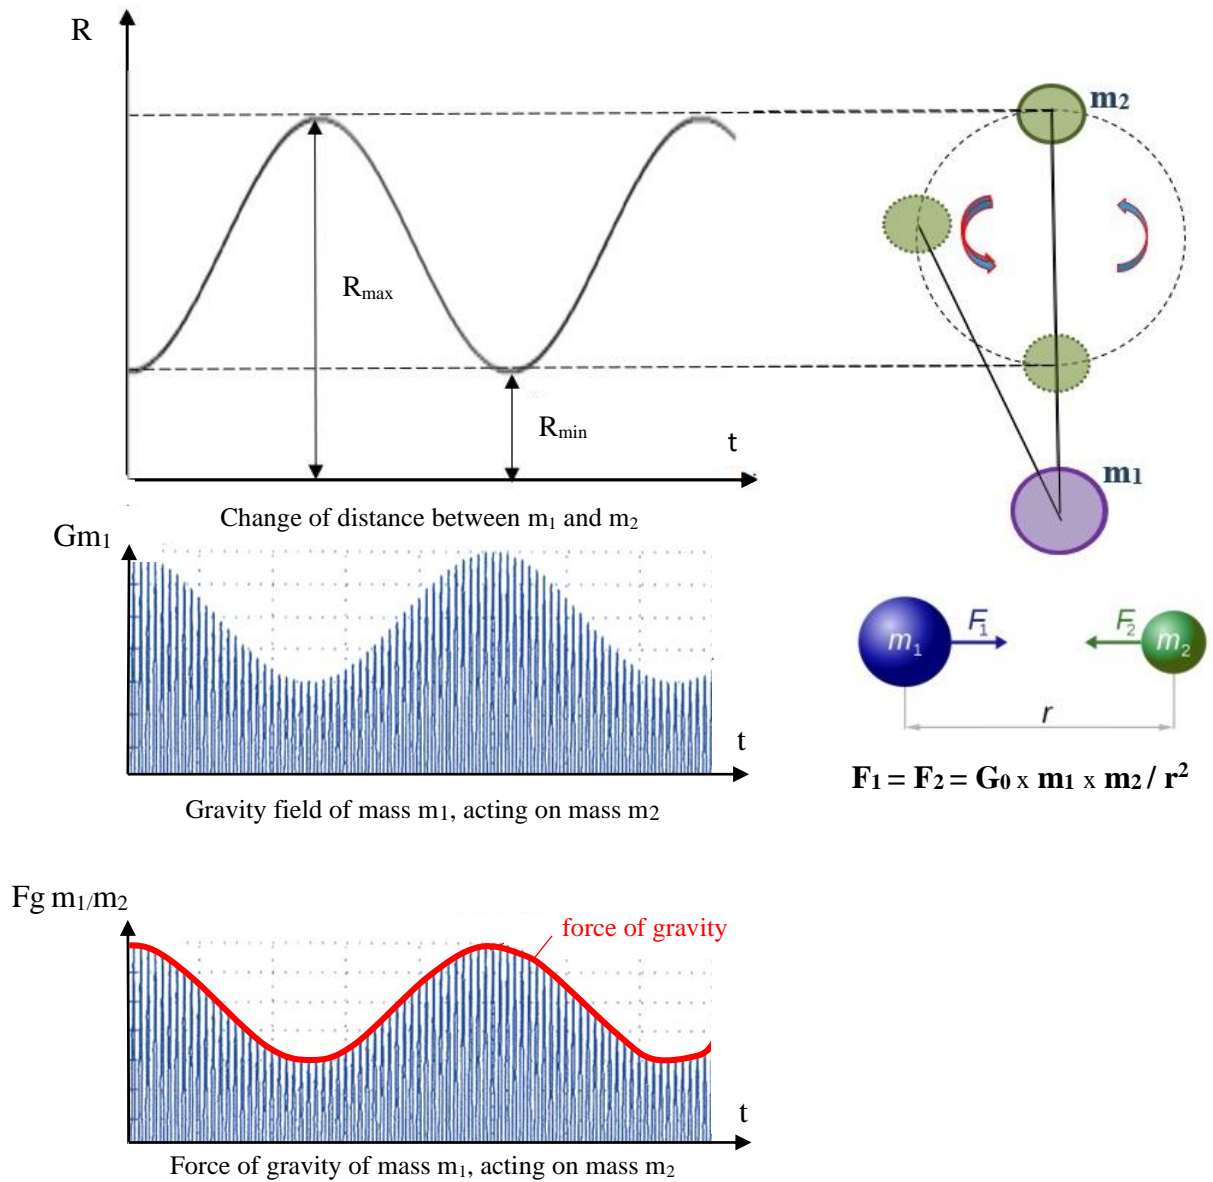 R
m2
Rmax
Rmin
t
m1
Change of distance between m1 and m2
Gm1
F1
F2
m1
m2
r
t
F1 = F2 = G0 x m1 x m2 / r²
Gravity field of mass m1, acting on mass m2
Fg m1/m2
force of gravity
t
Force of gravity of mass m1, acting on mass m2